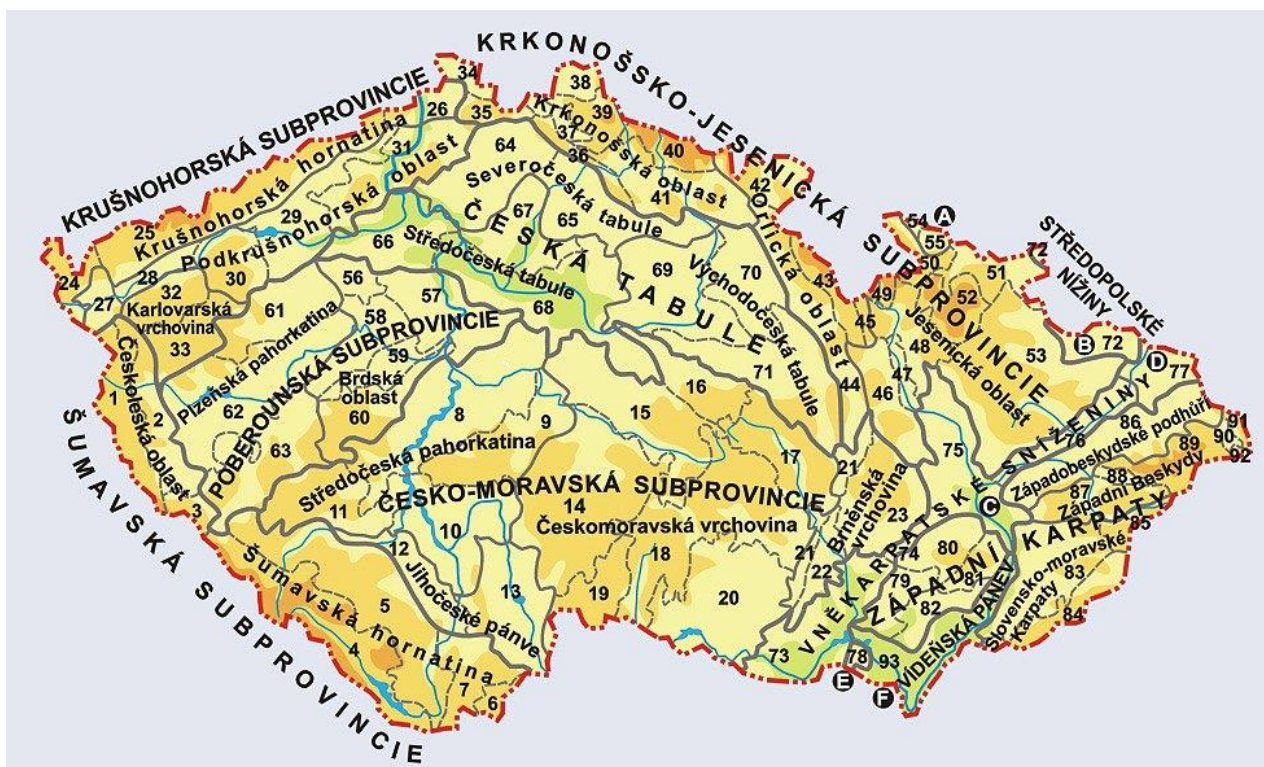 KRKONOŠSKO-JESENICKÁ SUBPROVINCIE
KRUŠNOHORSKÁ SUBPROVINCIE
STŘEDOPOLSKÉ
NÍŽINY
ŠUMAVSKÁ SUBPROVINCIE
Krušnohorská hornatina
Podkrušnohorská oblast
Karlovarská
vrchovina
Krkonošská oblast
Orlická oblast
Jesenická oblast
ČESKÁ TABULE
Severočeská tabule
Středočeská tabule
Východočeská tabule
POBEROUNSKÁ SUBPROVINCIE
Plzeňská pahorkatina
Brdská
oblast
Českoleská oblast
ČESKO-MORAVSKÁ SUBPROVINCIE
Středočeská pahorkatina
Českomoravská vrchovina
Brněnská
vrchovina
Jihočeské pánve
Šumavská hornatina
VNĚKARPATSKÉ SNÍŽENINY
ZÁPADNÍ KARPATY
Západobeskydské podhůří
Západní Beskydy
Slovensko-moravské
Karpaty
VÍDEŇSKÁ PÁNEV
34
38
26
35
39
37
31
64
36
40
42
41
25
29
67
65
24
28
30
66
27
32
33
61
56
57
58
59
68
69
70
43
54
A
55
50
51
72
49
52
45
48
53
B
72
D
77
1
2
62
60
63
3
8
9
15
16
71
44
46
47
75
76
86
91
90
89
92
88
87
85
11
10
14
17
21
23
C
12
13
18
21
22
74
80
79
81
82
83
84
5
4
7
6
19
20
73
78
93
E
F